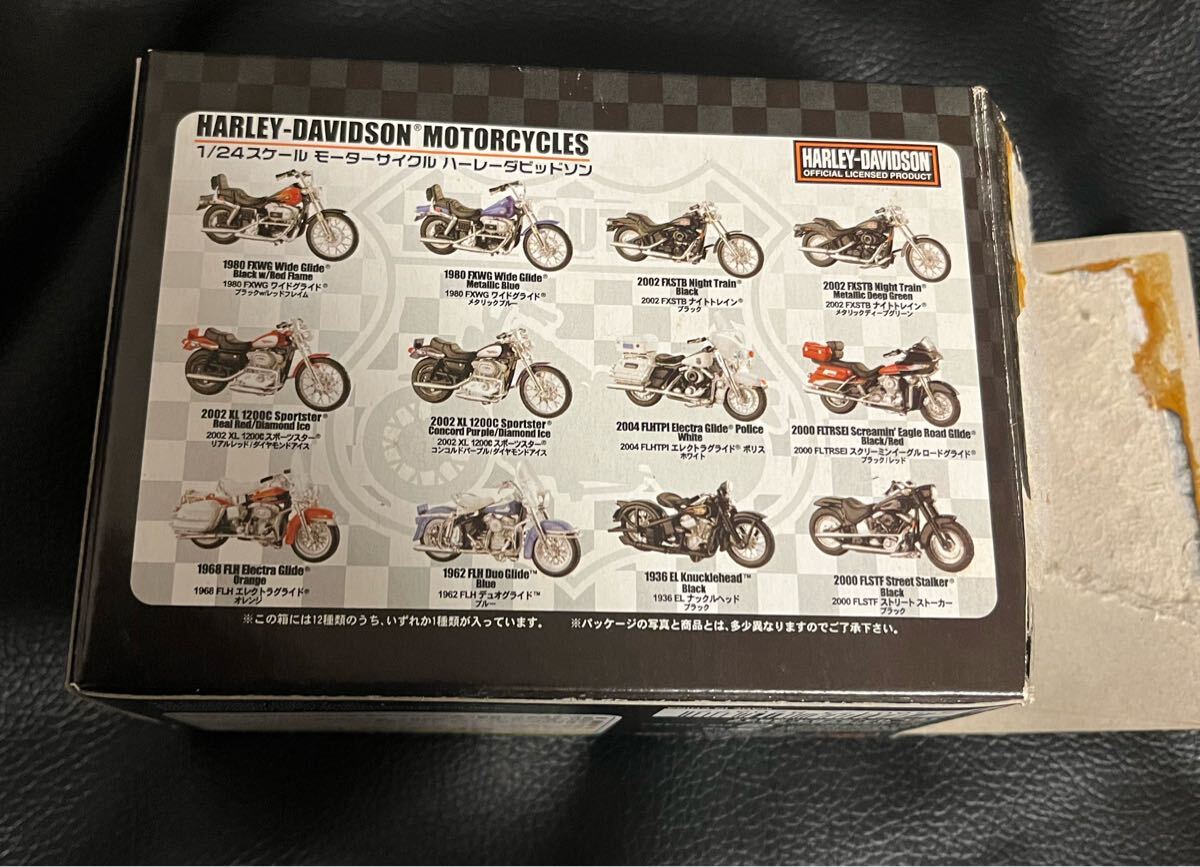 HARLEY-DAVIDSON® MOTORCYCLES
1/24スケール モーターサイクル ハーレーダビッドソン
HARLEY-DAVIDSON®
OFFICIAL LICENSED PRODUCT
1980 FXWG Wide Glide®
Black w/Red Flame
1980 FXWG ワイドグライド®
ブラックw/レッドフレイム
1980 FXWG Wide Glide®
Metallic Blue
1980 FXWG ワイドグライド®
メタリックブルー
2002 FXSTB Night Train®
Black
2002 FXSTB ナイトトレイン®
ブラック
2002 FXSTB Night Train®
Metallic Deep Green
2002 FXSTB ナイトトレイン®
メタリックディープグリーン
2002 XL 1200C Sportster®
Real Red/Diamond Ice
2002 XL 1200C スポーツスター®
リアルレッド/ダイヤモンドアイス
2002 XL 1200C Sportster®
Concord Purple/Diamond Ice
2002 XL 1200C スポーツスター®
コンコルドパープル/ダイヤモンドアイス
2004 FLHTPI Electra Glide® Police
White
2004 FLHTPI エレクトラグライド® ポリス
ホワイト
2000 FLTRSEI Screamin' Eagle Road Glide®
Black/Red
2000 FLTRSEI スクリーミンイーグル ロードグライド®
ブラック/レッド
1968 FLH Electra Glide®
Orange
1968 FLH エレクトラグライド®
オレンジ
1962 FLH Duo Glide™
Blue
1962 FLH デュオグライド™
ブルー
1936 EL Knucklehead™
Black
1936 EL ナックルヘッド
ブラック
2000 FLSTF Street Stalker®
Black
2000 FLSTF ストリート ストーカー
ブラック
※この箱には12種類のうち、いずれか1種類が入っています。 ※パッケージの写真と商品とは、多少異なりますのでご了承下さい。